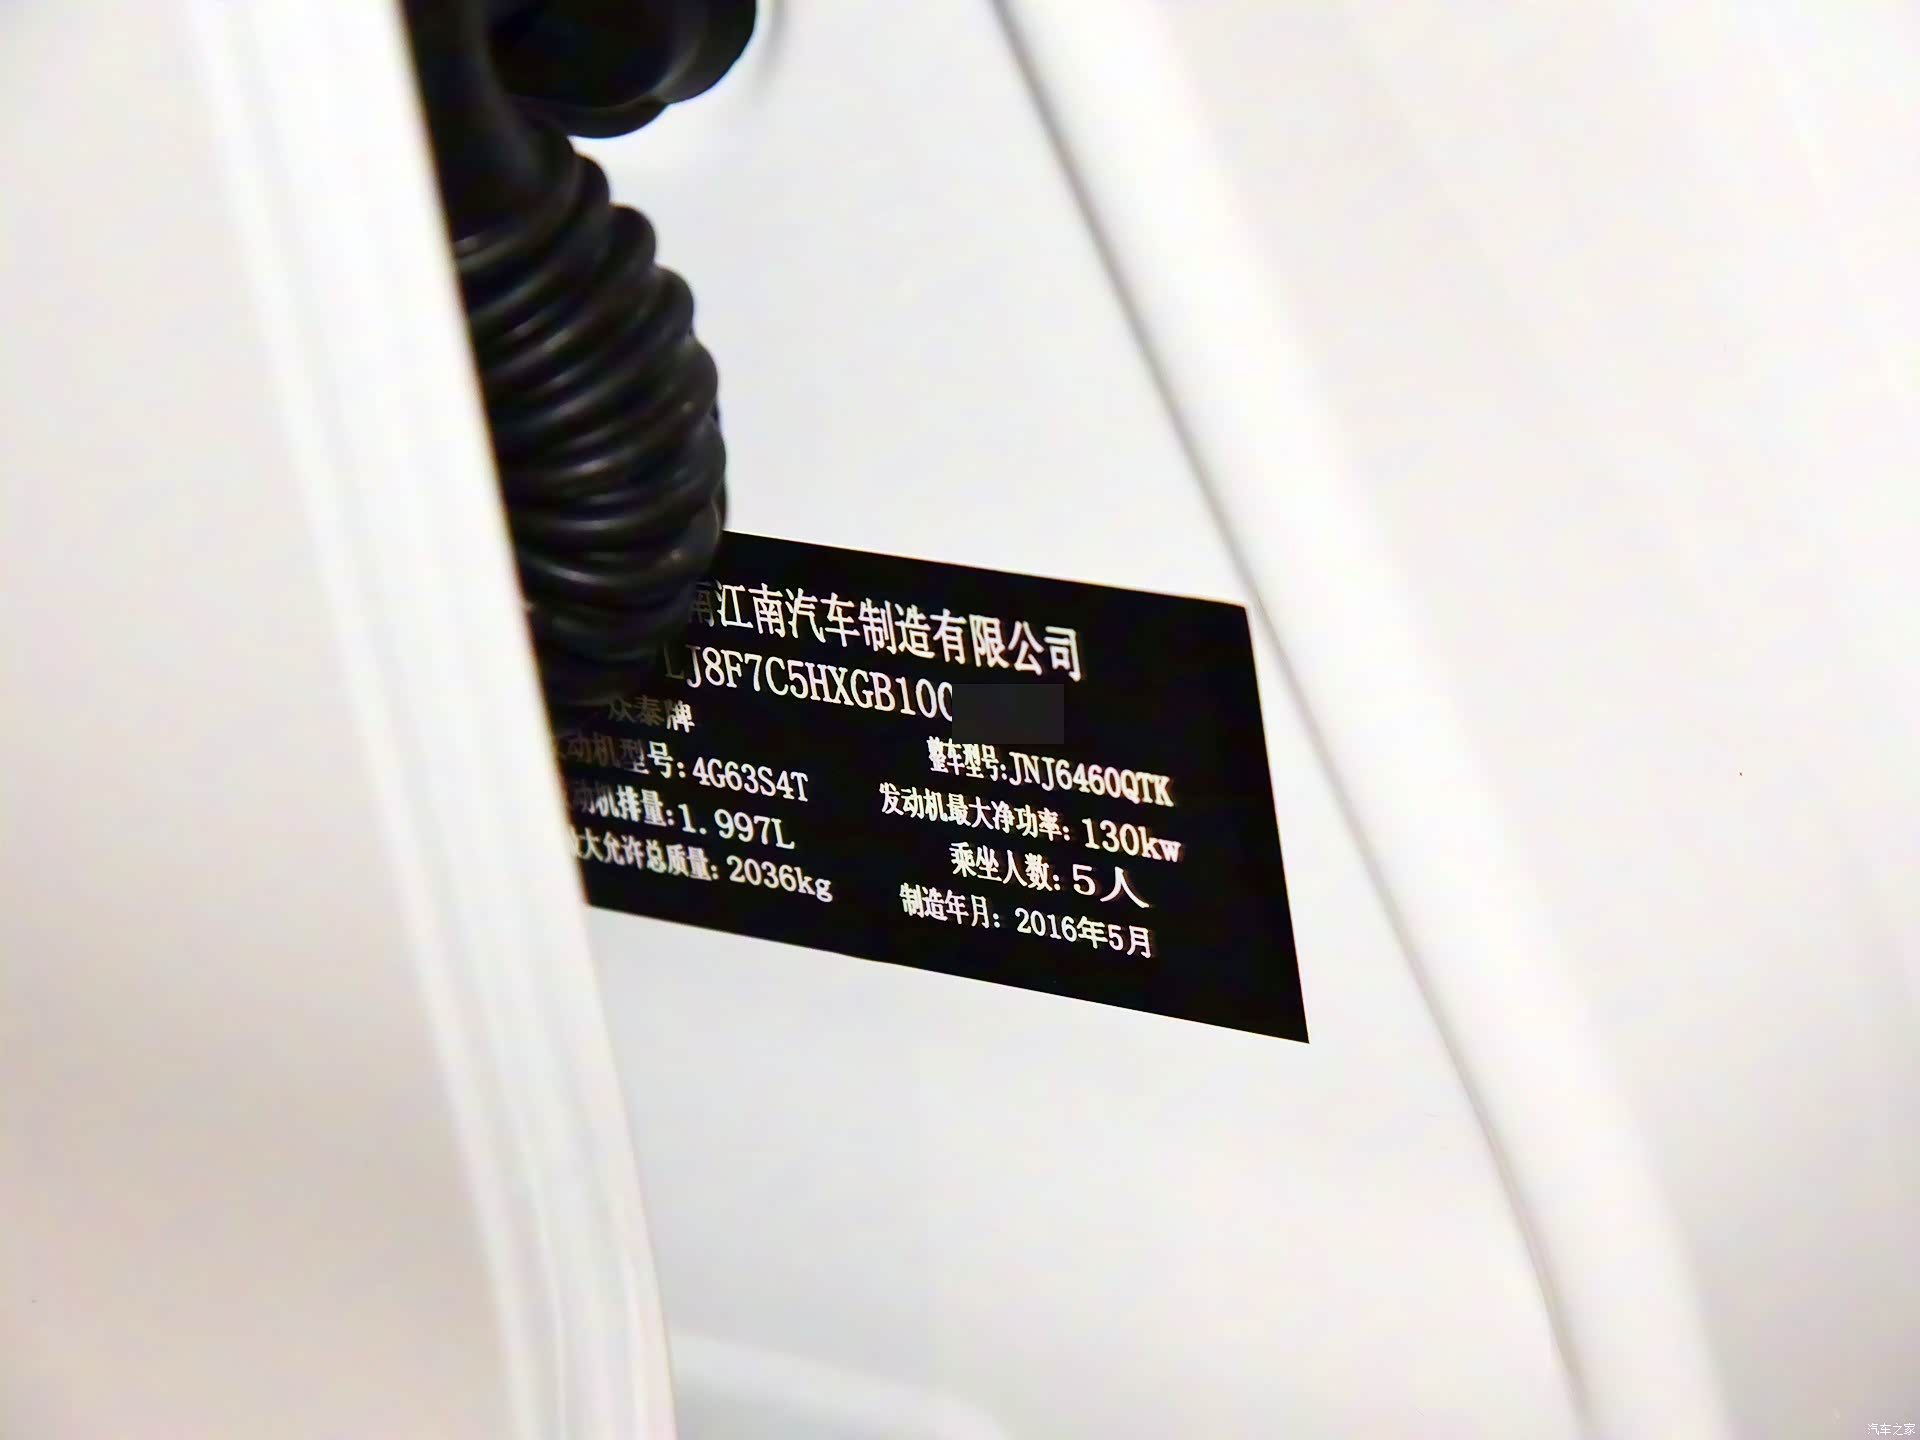 南江南汽车制造有限公司
LJ8F7C5HXGB100
众泰牌
整车型号:JNJ6460QTK
动机型号:4G63S4T
发动机最大净功率:130kw
动机排量:1.997L
乘坐人数:5人
大允许总质量:2036kg
制造年月:2016年5月
汽车之家